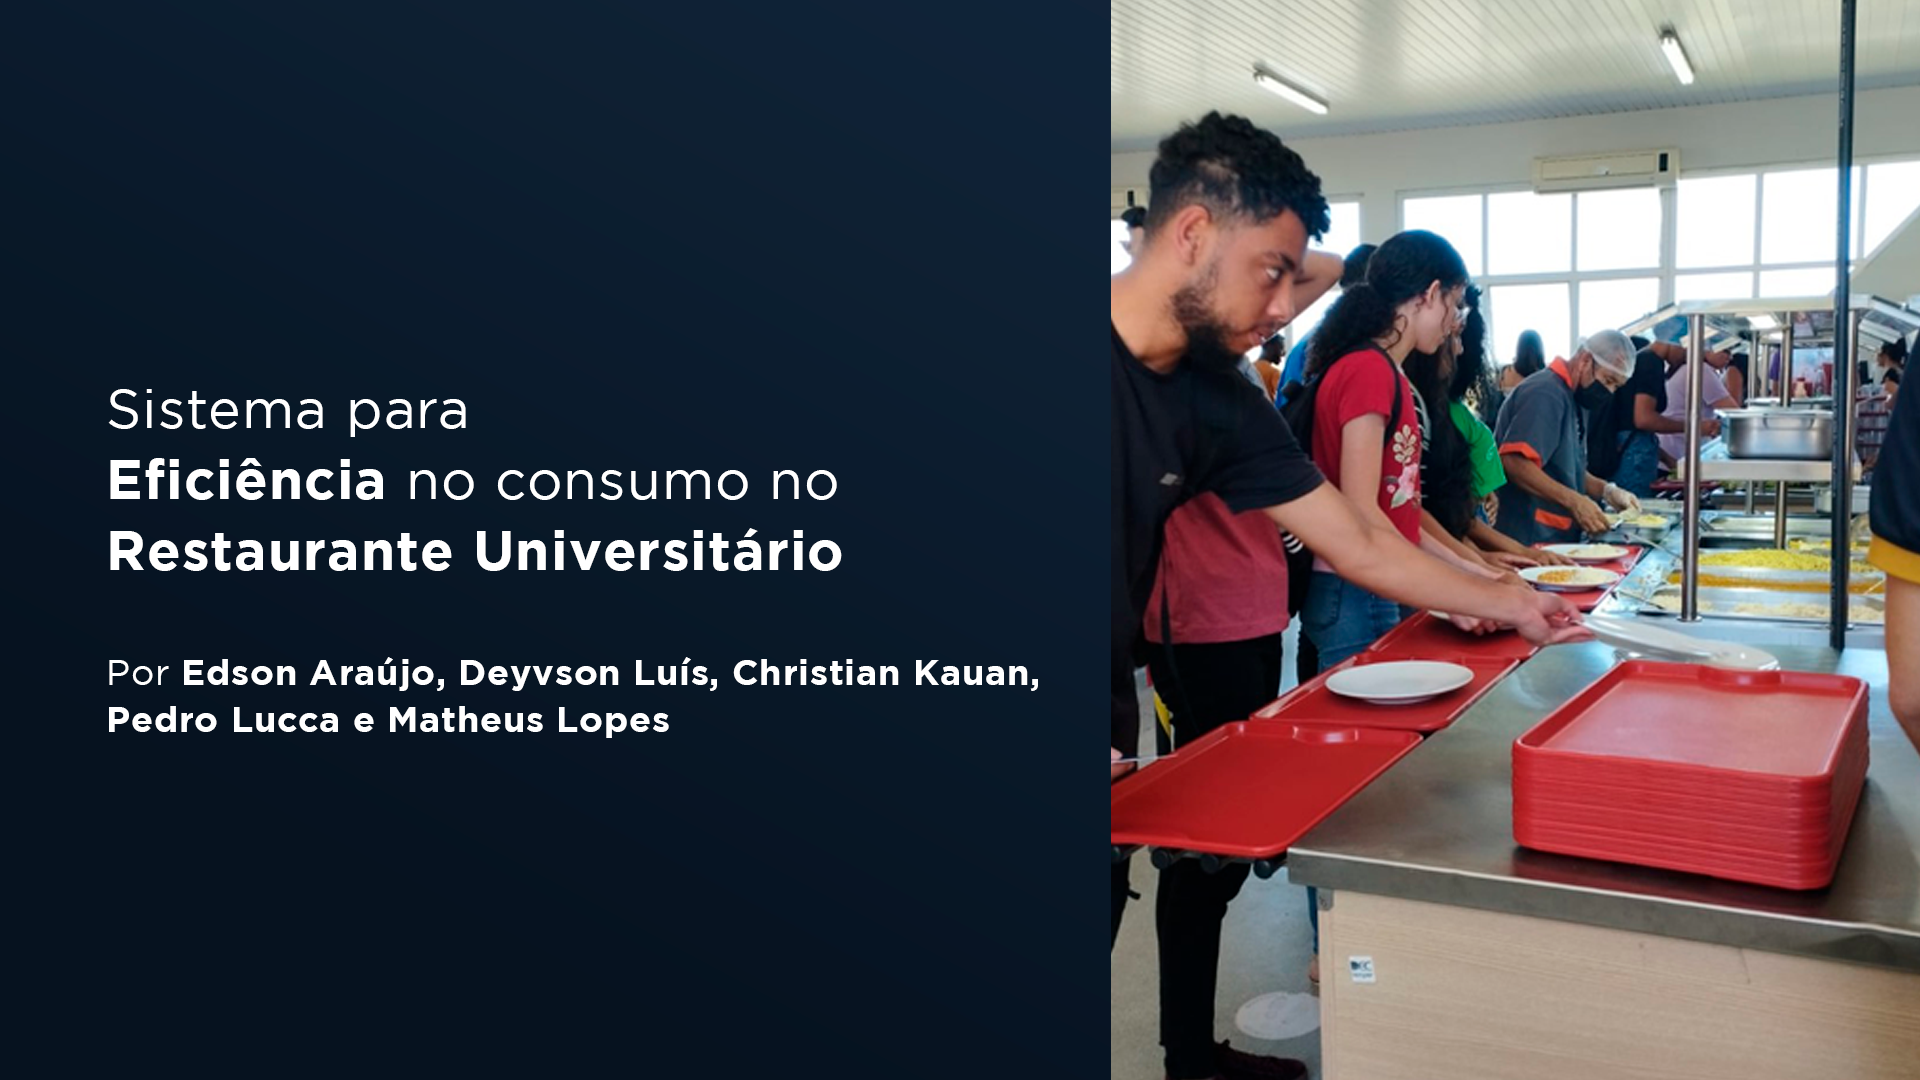 Sistema para
Eficiência no consumo no
Restaurante Universitário
Por Edson Araújo, Deyvson Luís, Christian Kauan,
Pedro Lucca e Matheus Lopes